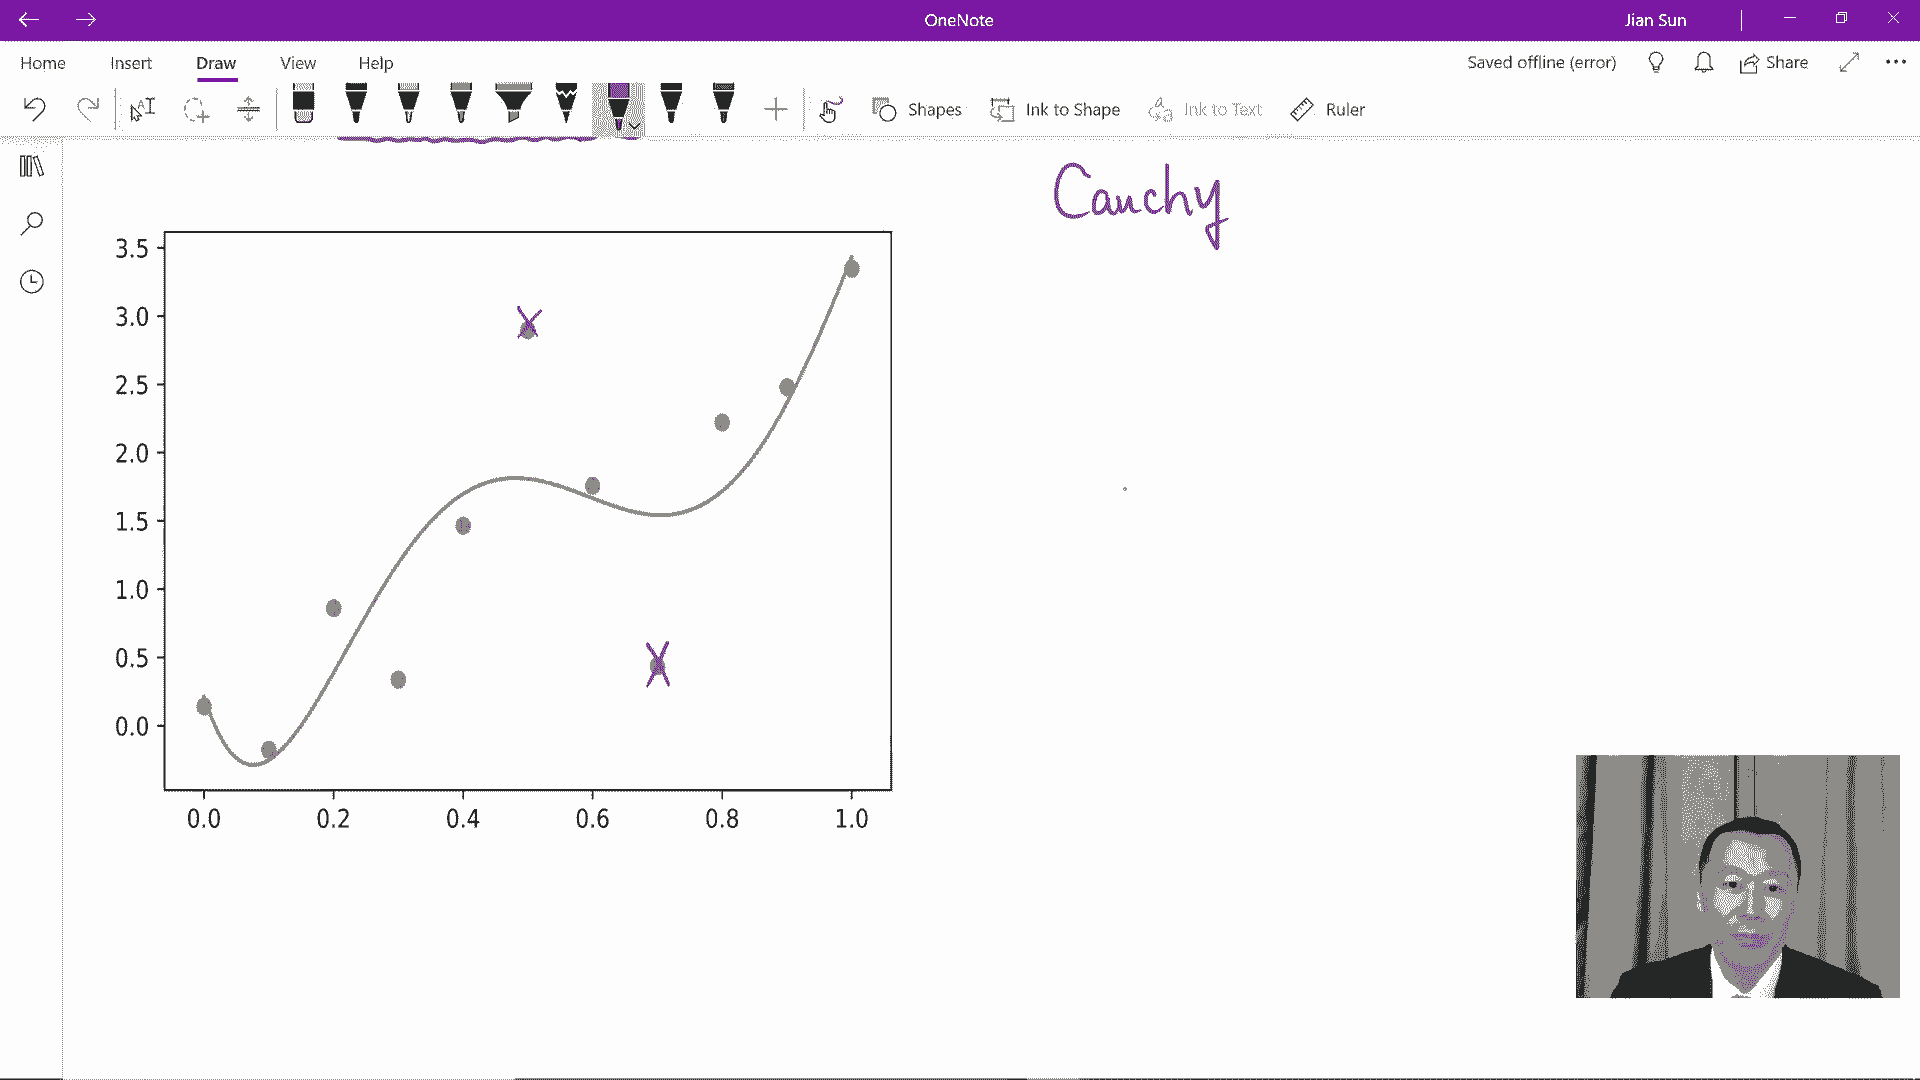 OneNote
Jian Sun
Home Insert Draw View Help
Saved offline (error)
Share
Shapes
Ink to Shape
Ink to Text
Ruler
Cauchy
3.5
3.0
2.5
2.0
1.5
1.0
0.5
0.0
0.0 0.2 0.4 0.6 0.8 1.0